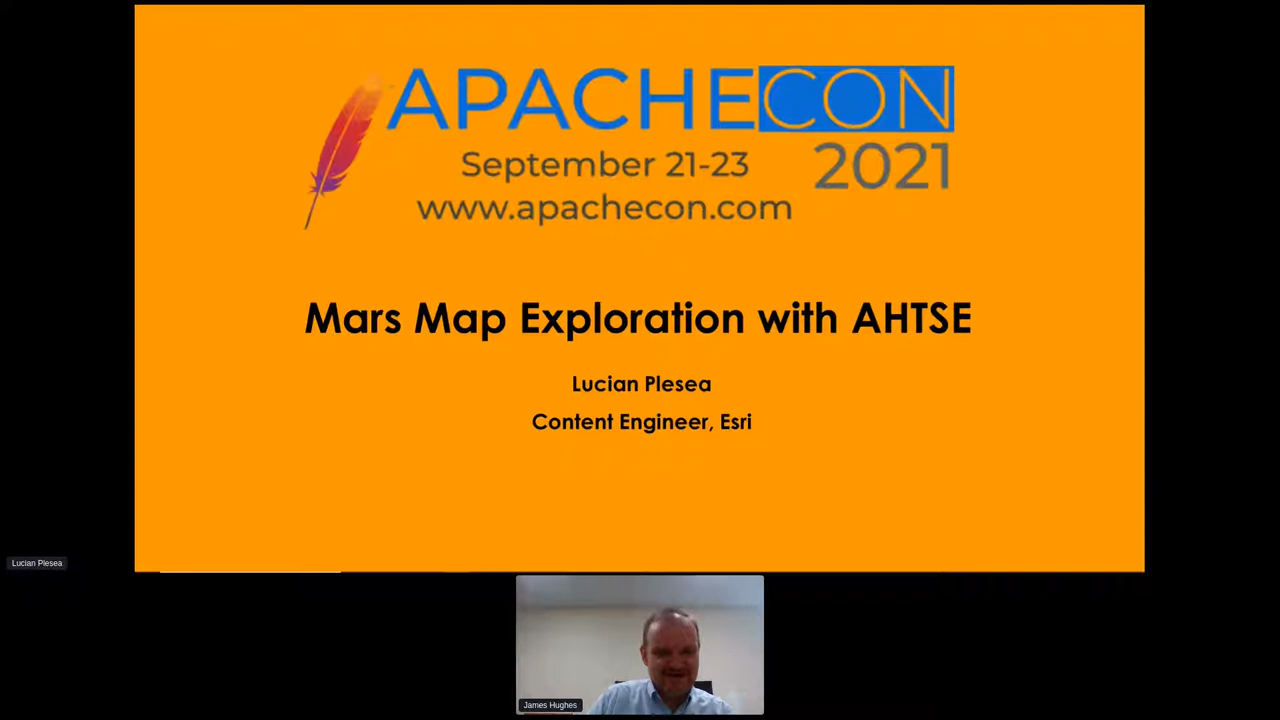 APACHECON
September 21-23
2021
www.apachecon.com
Mars Map Exploration with AHTSE
Lucian Plesea
Content Engineer, Esri
Lucian Plesea
James Hughes